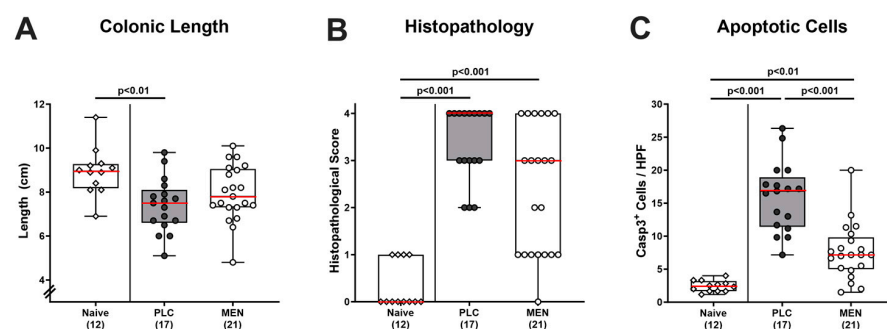 A
Colonic Length
p<0.01
Length (cm)
12
10
8
6
4
Naive
(12)
PLC
(17)
MEN
(21)
B
Histopathology
p<0.001
p<0.001
Histopathological Score
4
3
2
1
0
Naive
(12)
PLC
(17)
MEN
(21)
C
Apoptotic Cells
p<0.01
p<0.001
p<0.001
Casp3⁺ Cells / HPF
30
25
20
15
10
5
0
Naive
(12)
PLC
(17)
MEN
(21)